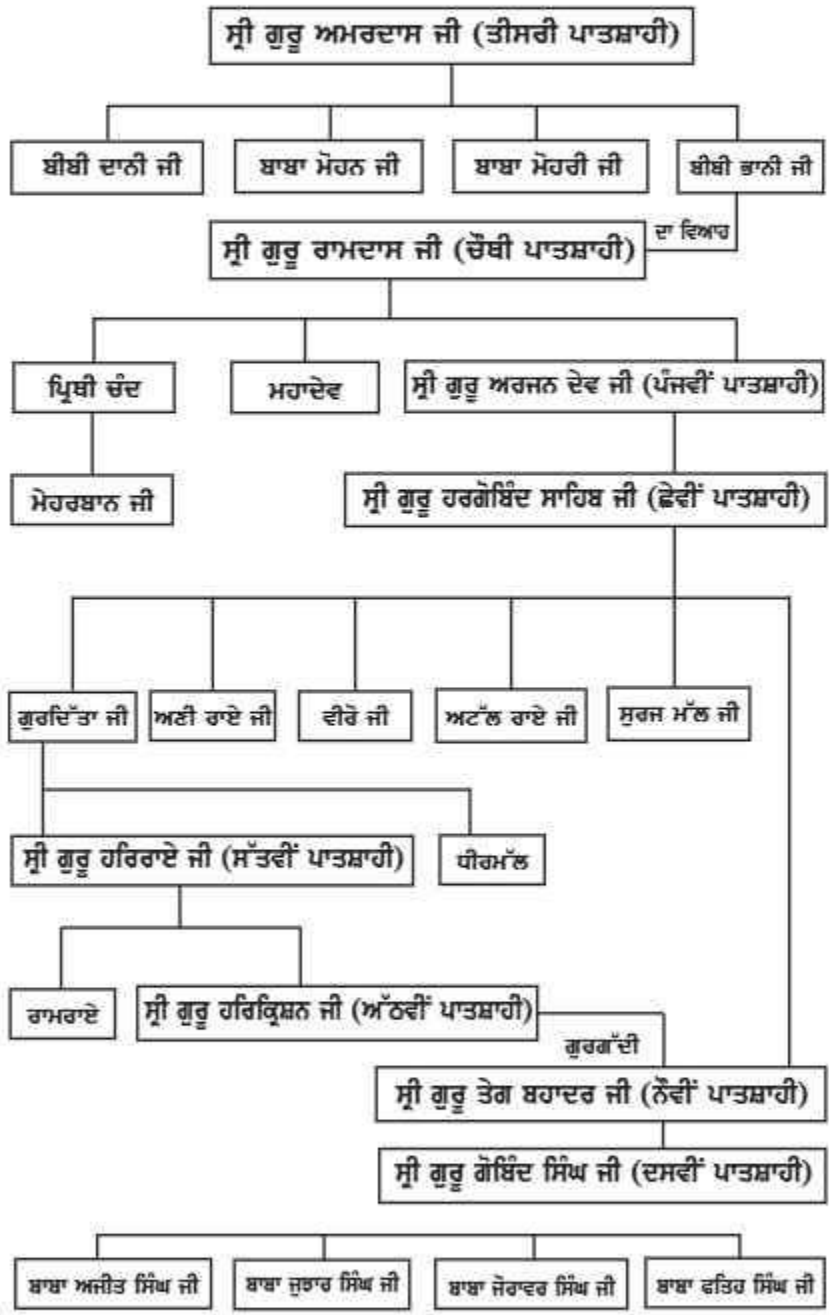 ਸ੍ਰੀ ਗੁਰੂ ਅਮਰਦਾਸ ਜੀ (ਤੀਸਰੀ ਪਾਤਸ਼ਾਹੀ)
ਬੀਬੀ ਦਾਨੀ ਜੀ
ਬਾਬਾ ਮੋਹਨ ਜੀ
ਬਾਬਾ ਮੋਹਰੀ ਜੀ
ਬੀਬੀ ਭਾਨੀ ਜੀ
ਦਾ ਵਿਆਹ
ਸ੍ਰੀ ਗੁਰੂ ਰਾਮਦਾਸ ਜੀ (ਚੌਥੀ ਪਾਤਸ਼ਾਹੀ)
ਪ੍ਰਿਥੀ ਚੰਦ
ਮਹਾਦੇਵ
ਸ੍ਰੀ ਗੁਰੂ ਅਰਜਨ ਦੇਵ ਜੀ (ਪੰਜਵੀਂ ਪਾਤਸ਼ਾਹੀ)
ਮੇਹਰਬਾਨ ਜੀ
ਸ੍ਰੀ ਗੁਰੂ ਹਰਗੋਬਿੰਦ ਸਾਹਿਬ ਜੀ (ਛੇਵੀਂ ਪਾਤਸ਼ਾਹੀ)
ਗੁਰਦਿੱਤਾ ਜੀ
ਅਣੀ ਰਾਏ ਜੀ
ਵੀਰੋ ਜੀ
ਅਟੱਲ ਰਾਏ ਜੀ
ਸੂਰਜ ਮੱਲ ਜੀ
ਸ੍ਰੀ ਗੁਰੂ ਹਰਿਰਾਏ ਜੀ (ਸੱਤਵੀਂ ਪਾਤਸ਼ਾਹੀ)
ਧੀਰਮੱਲ
ਰਾਮਰਾਏ
ਸ੍ਰੀ ਗੁਰੂ ਹਰਿਕ੍ਰਿਸ਼ਨ ਜੀ (ਅੱਠਵੀਂ ਪਾਤਸ਼ਾਹੀ)
ਗੁਰਗੱਦੀ
ਸ੍ਰੀ ਗੁਰੂ ਤੇਗ ਬਹਾਦਰ ਜੀ (ਨੌਵੀਂ ਪਾਤਸ਼ਾਹੀ)
ਸ੍ਰੀ ਗੁਰੂ ਗੋਬਿੰਦ ਸਿੰਘ ਜੀ (ਦਸਵੀਂ ਪਾਤਸ਼ਾਹੀ)
ਬਾਬਾ ਅਜੀਤ ਸਿੰਘ ਜੀ
ਬਾਬਾ ਜੁਝਾਰ ਸਿੰਘ ਜੀ
ਬਾਬਾ ਜੋਰਾਵਰ ਸਿੰਘ ਜੀ
ਬਾਬਾ ਫਤਿਹ ਸਿੰਘ ਜੀ